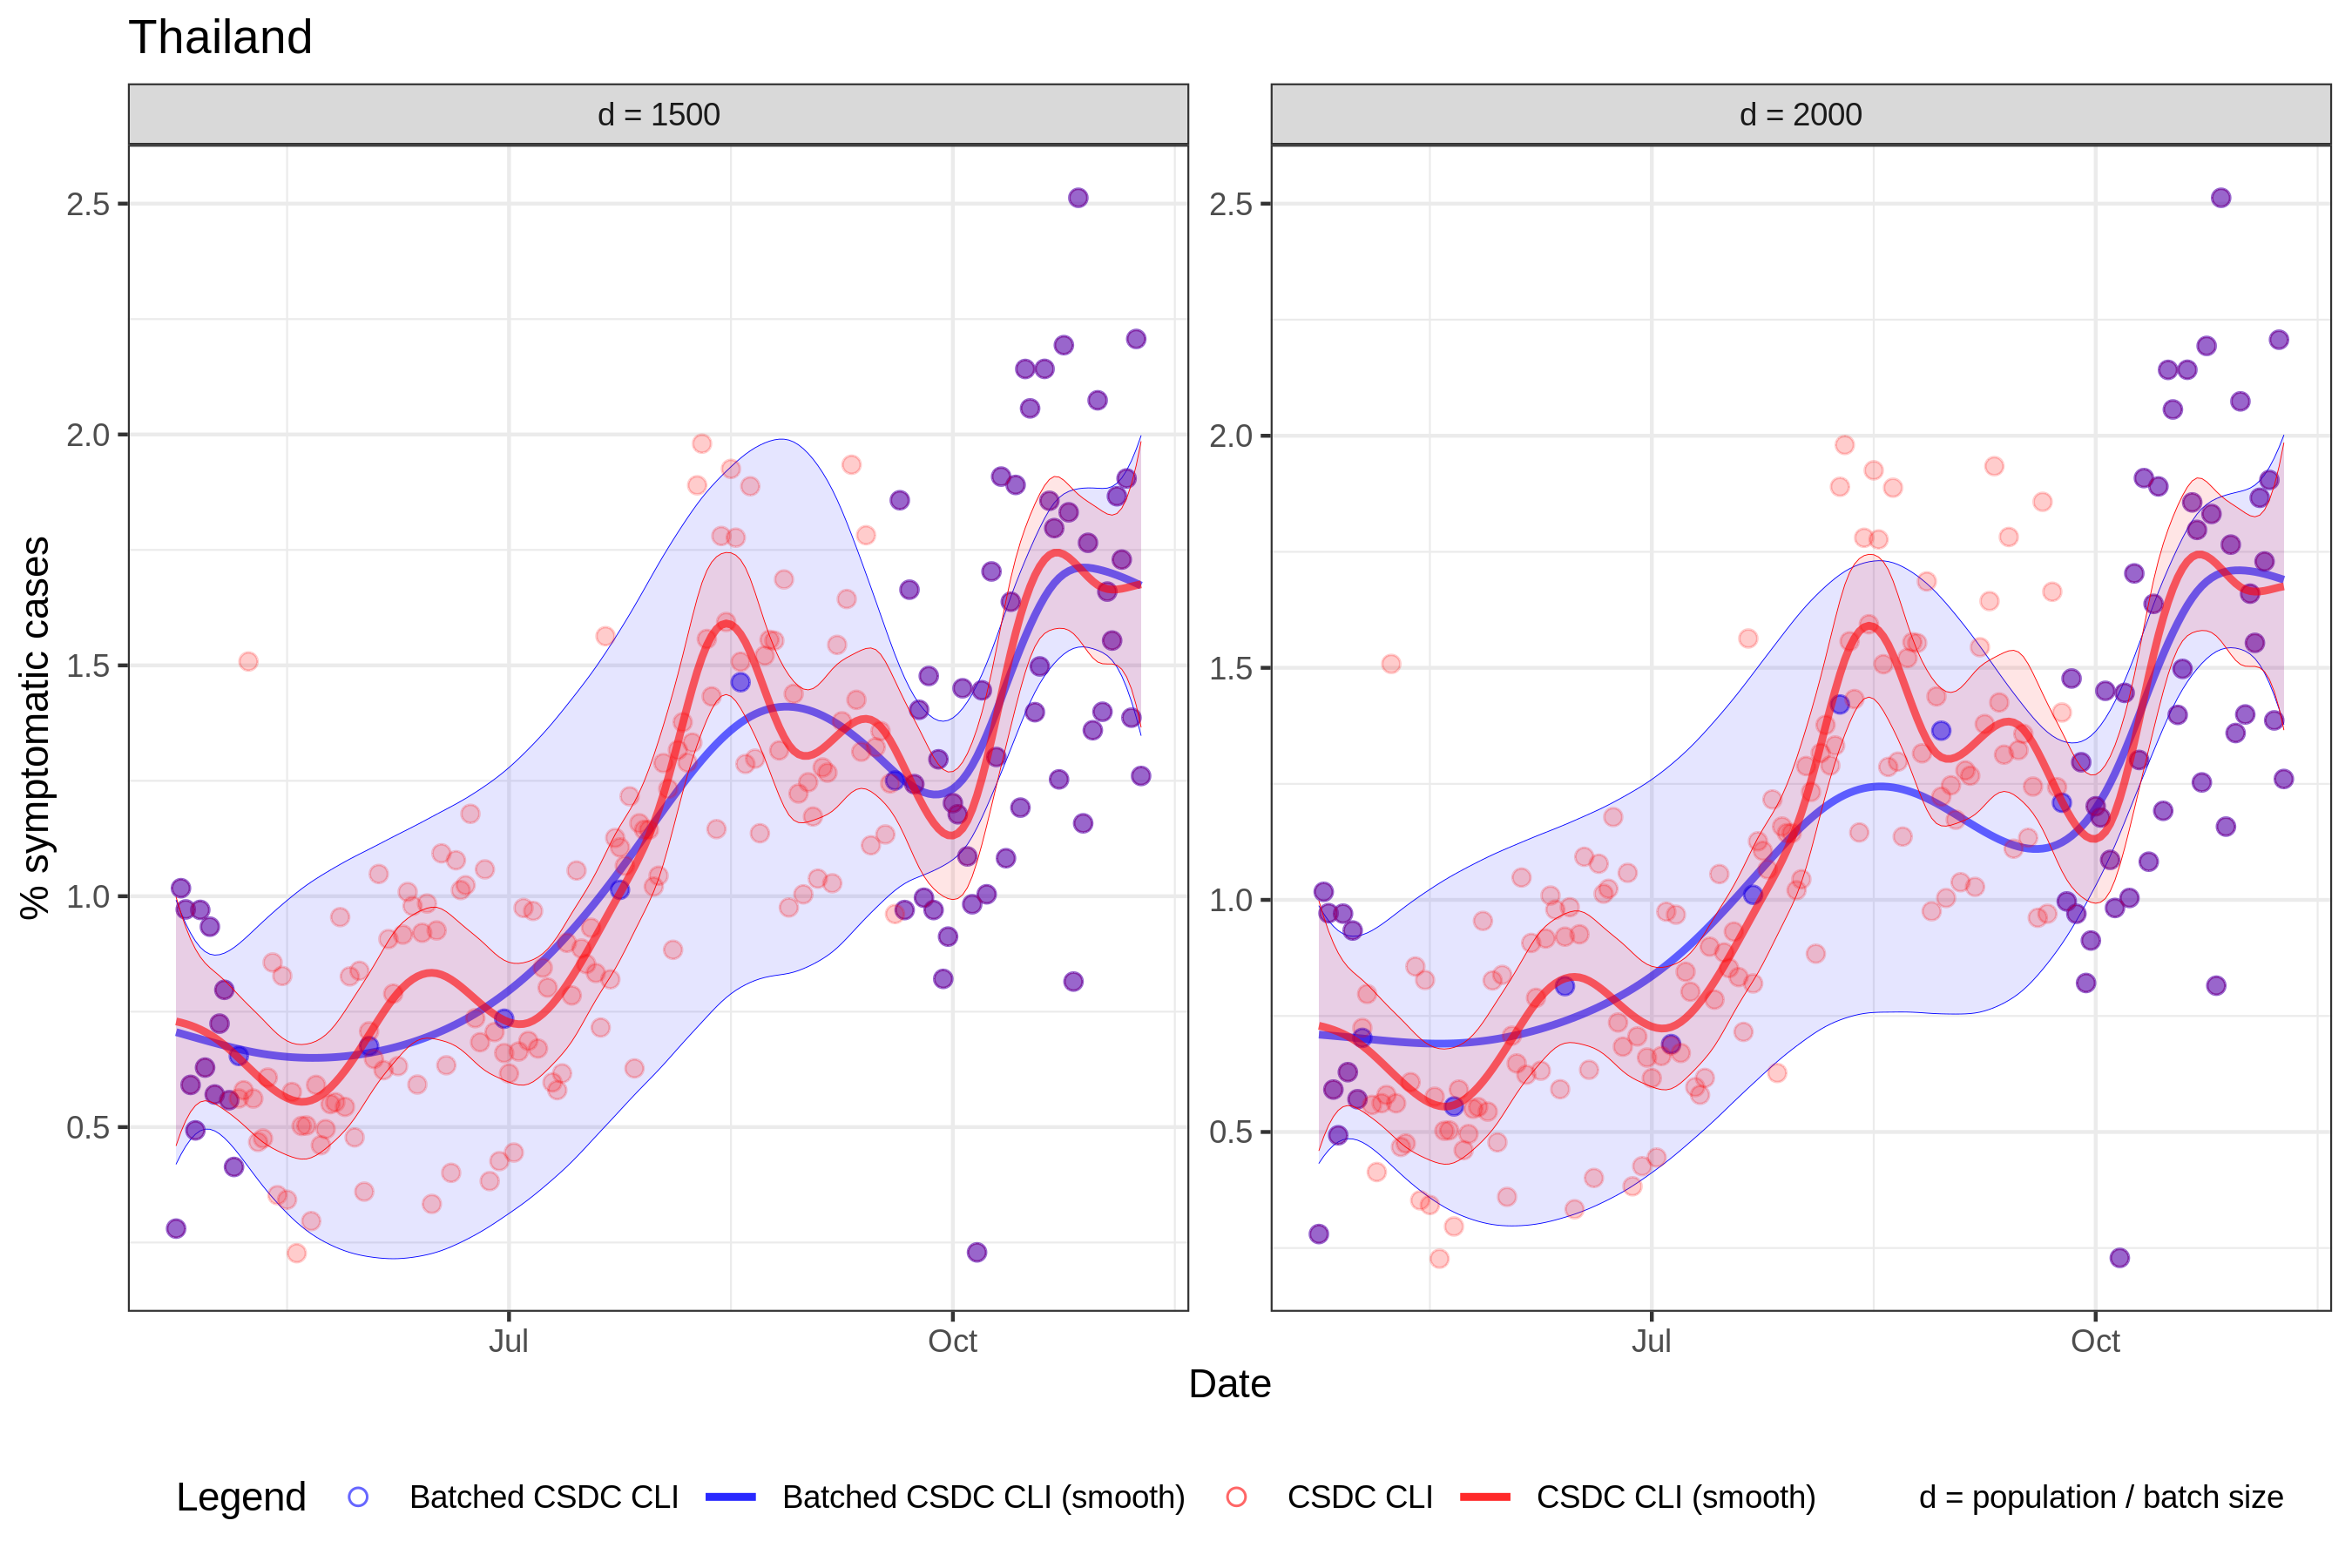 Thailand
d = 1500
d = 2000
% symptomatic cases
2.5
2.0
1.5
1.0
0.5
2.5
2.0
1.5
1.0
0.5
Jul
Oct
Jul
Oct
Date
Legend
Batched CSDC CLI
Batched CSDC CLI (smooth)
CSDC CLI
CSDC CLI (smooth)
d = population / batch size